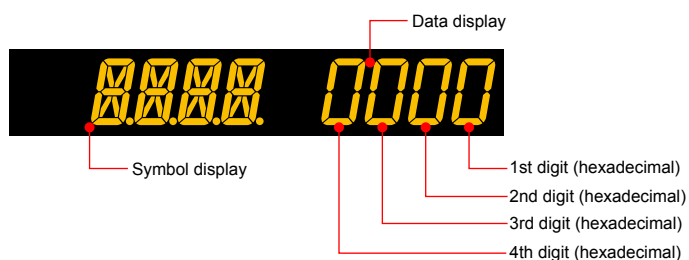 Data display
8.8.8.8. 0000
Symbol display
1st digit (hexadecimal)
2nd digit (hexadecimal)
3rd digit (hexadecimal)
4th digit (hexadecimal)